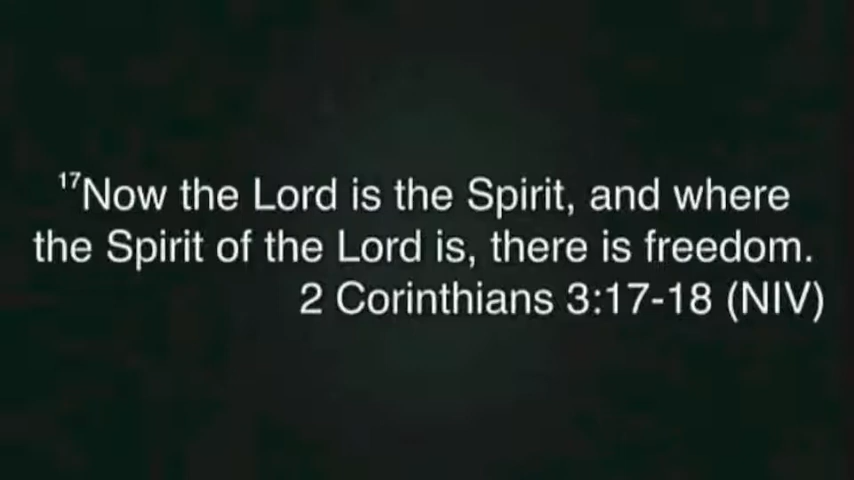 ¹⁷Now the Lord is the Spirit, and where
the Spirit of the Lord is, there is freedom.
2 Corinthians 3:17-18 (NIV)